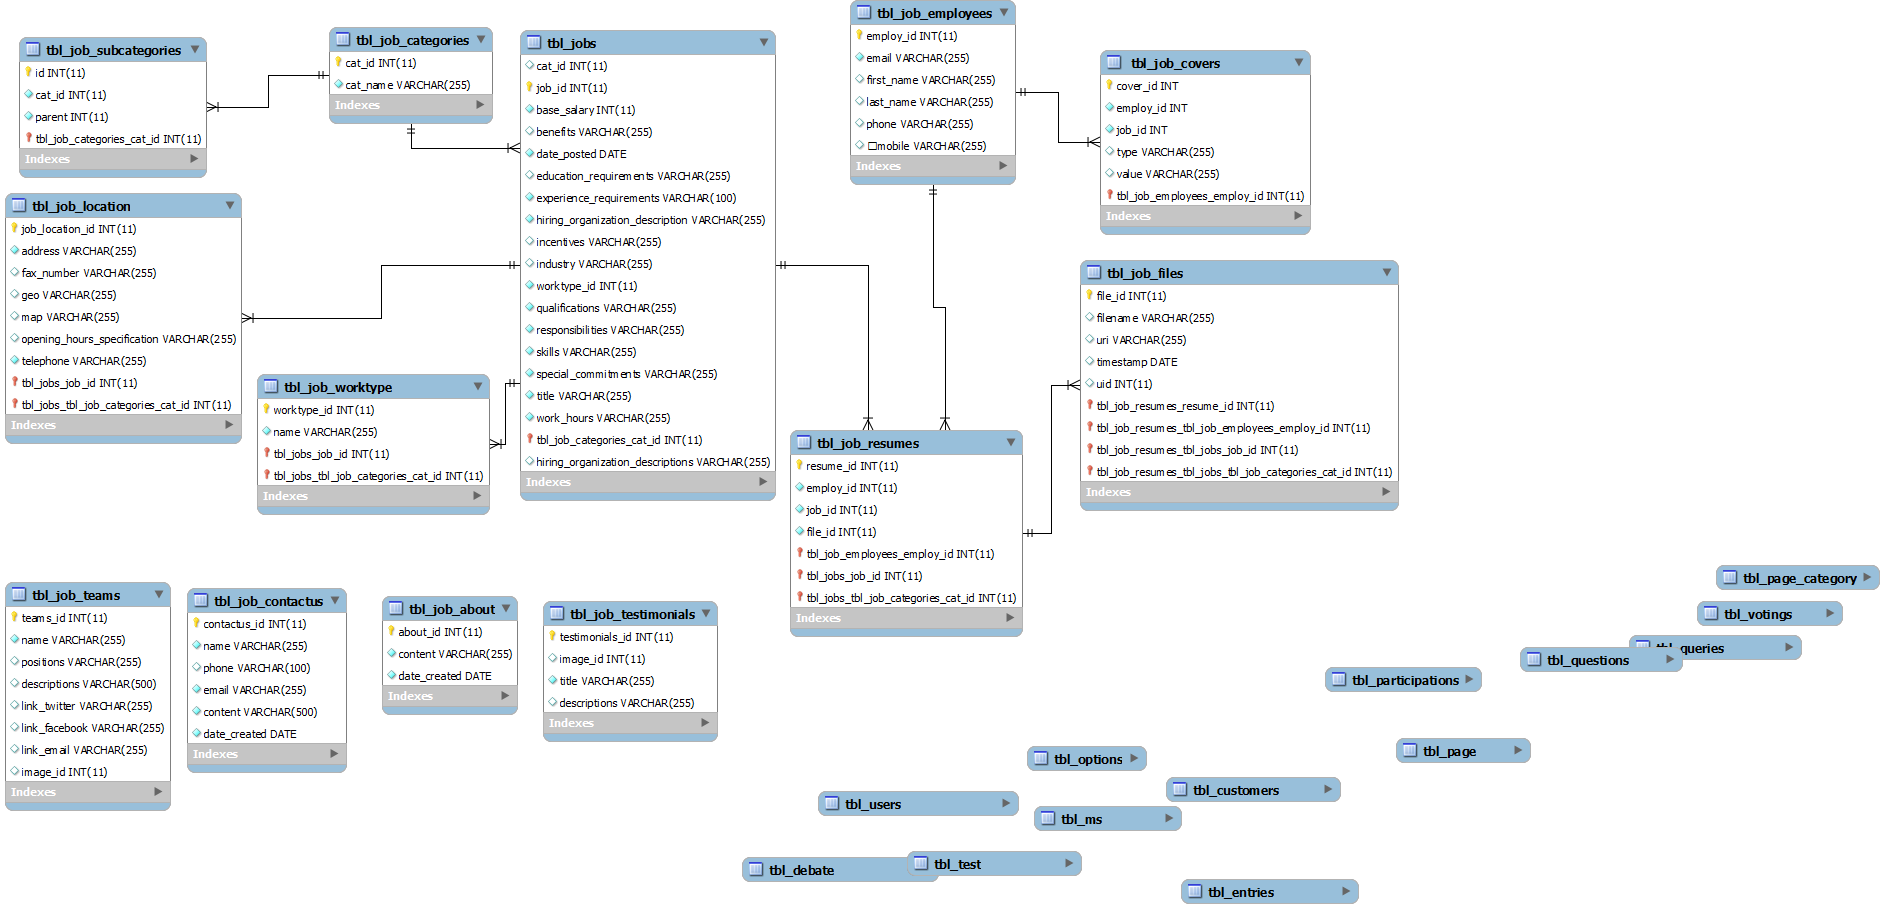 tbl_job_subcategories
id INT(11)
cat_id INT(11)
parent INT(11)
tbl_job_categories_cat_id INT(11)
Indexes
tbl_job_categories
cat_id INT(11)
cat_name VARCHAR(255)
Indexes
tbl_jobs
cat_id INT(11)
job_id INT(11)
base_salary INT(11)
benefits VARCHAR(255)
date_posted DATE
education_requirements VARCHAR(255)
experience_requirements VARCHAR(100)
hiring_organization_description VARCHAR(255)
incentives VARCHAR(255)
industry VARCHAR(255)
worktype_id INT(11)
qualifications VARCHAR(255)
responsibilities VARCHAR(255)
skills VARCHAR(255)
special_commitments VARCHAR(255)
title VARCHAR(255)
work_hours VARCHAR(255)
tbl_job_categories_cat_id INT(11)
hiring_organization_descriptions VARCHAR(255)
Indexes
tbl_job_employees
employ_id INT(11)
email VARCHAR(255)
first_name VARCHAR(255)
last_name VARCHAR(255)
phone VARCHAR(255)
□mobile VARCHAR(255)
Indexes
tbl_job_covers
cover_id INT
employ_id INT
job_id INT
type VARCHAR(255)
value VARCHAR(255)
tbl_job_employees_employ_id INT(11)
Indexes
tbl_job_location
job_location_id INT(11)
address VARCHAR(255)
fax_number VARCHAR(255)
geo VARCHAR(255)
map VARCHAR(255)
opening_hours_specification VARCHAR(255)
telephone VARCHAR(255)
tbl_jobs_job_id INT(11)
tbl_jobs_tbl_job_categories_cat_id INT(11)
Indexes
tbl_job_worktype
worktype_id INT(11)
name VARCHAR(255)
tbl_jobs_job_id INT(11)
tbl_jobs_tbl_job_categories_cat_id INT(11)
Indexes
tbl_job_files
file_id INT(11)
filename VARCHAR(255)
uri VARCHAR(255)
timestamp DATE
uid INT(11)
tbl_job_resumes_resume_id INT(11)
tbl_job_resumes_tbl_job_employees_employ_id INT(11)
tbl_job_resumes_tbl_jobs_job_id INT(11)
tbl_job_resumes_tbl_jobs_tbl_job_categories_cat_id INT(11)
Indexes
tbl_job_resumes
resume_id INT(11)
employ_id INT(11)
job_id INT(11)
file_id INT(11)
tbl_job_employees_employ_id INT(11)
tbl_jobs_job_id INT(11)
tbl_jobs_tbl_job_categories_cat_id INT(11)
Indexes
tbl_job_teams
teams_id INT(11)
name VARCHAR(255)
positions VARCHAR(255)
descriptions VARCHAR(500)
link_twitter VARCHAR(255)
link_facebook VARCHAR(255)
link_email VARCHAR(255)
image_id INT(11)
Indexes
tbl_job_contactus
contactus_id INT(11)
name VARCHAR(255)
phone VARCHAR(100)
email VARCHAR(255)
content VARCHAR(500)
date_created DATE
Indexes
tbl_job_about
about_id INT(11)
content VARCHAR(255)
date_created DATE
Indexes
tbl_job_testimonials
testimonials_id INT(11)
image_id INT(11)
title VARCHAR(255)
descriptions VARCHAR(255)
Indexes
tbl_page_category
tbl_votings
tbl_queries
tbl_questions
tbl_participations
tbl_page
tbl_options
tbl_customers
tbl_users
tbl_ms
tbl_debate
tbl_test
tbl_entries